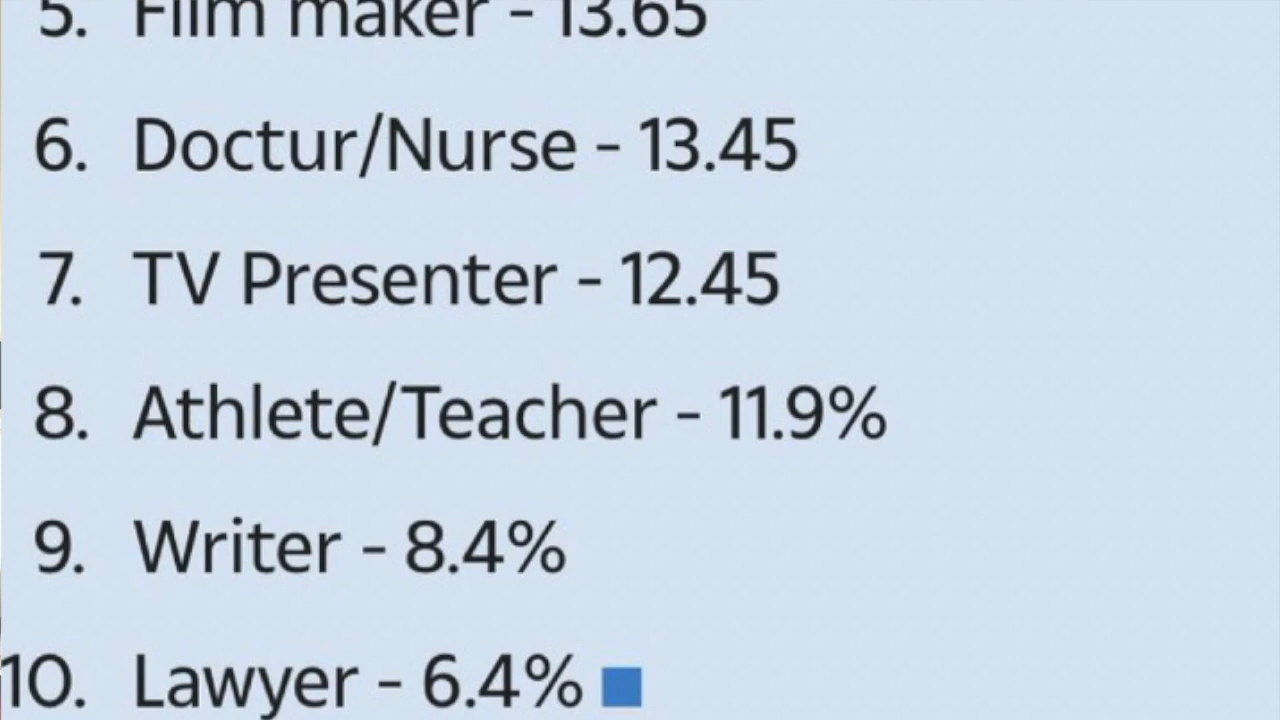 5. Film maker - 13.65
6. Doctur/Nurse - 13.45
7. TV Presenter - 12.45
8. Athlete/Teacher - 11.9%
9. Writer - 8.4%
10. Lawyer - 6.4%